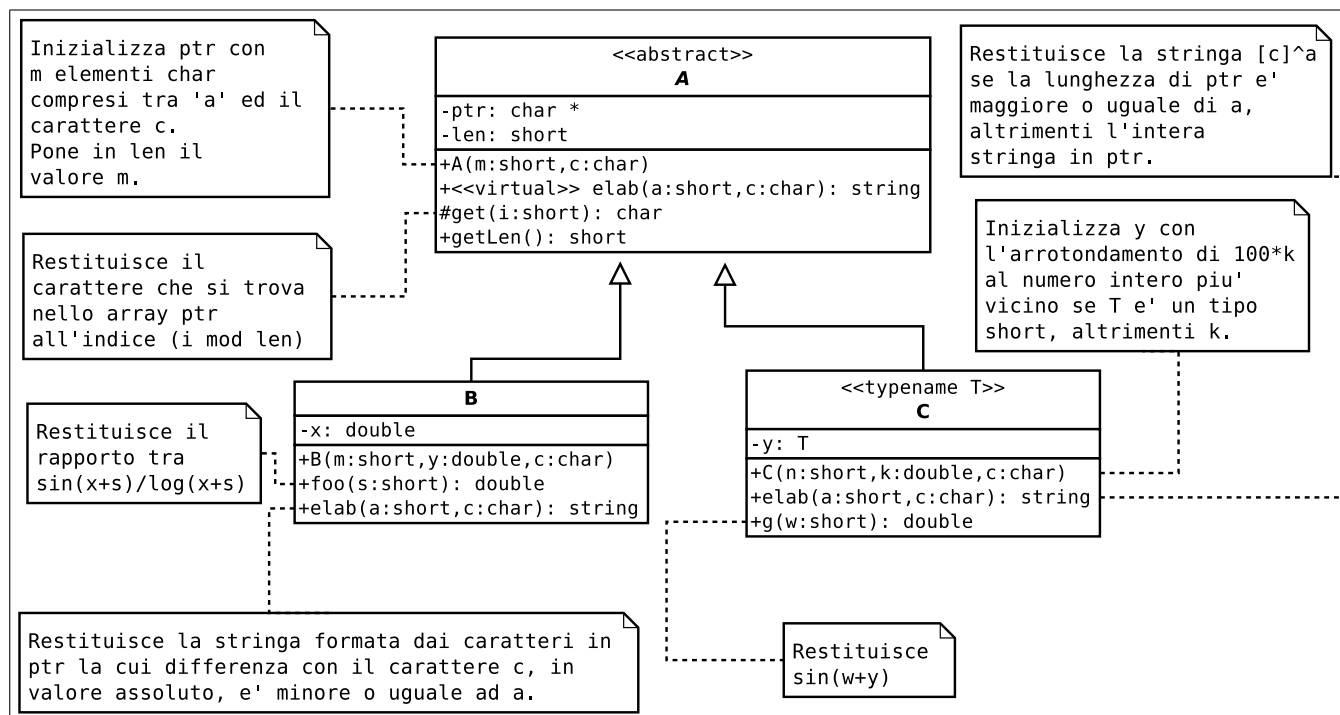 Inizializza ptr con
m elementi char
compresi tra 'a' ed il
carattere c.
Pone in len il
valore m.
<<abstract>>
A
-ptr: char *
-len: short
+A(m:short,c:char)
+<<virtual>> elab(a:short,c:char): string
#get(i:short): char
+getLen(): short
Restituisce la stringa [c]^a
se la lunghezza di ptr e'
maggiore o uguale di a,
altrimenti l'intera
stringa in ptr.
Restituisce il
carattere che si trova
nello array ptr
all'indice (i mod len)
Inizializza y con
l'arrotondamento di 100*k
al numero intero piu'
vicino se T e' un tipo
short, altrimenti k.
Restituisce il
rapporto tra
sin(x+s)/log(x+s)
B
-x: double
+B(m:short,y:double,c:char)
+foo(s:short): double
+elab(a:short,c:char): string
<<typename T>>
C
-y: T
+C(n:short,k:double,c:char)
+elab(a:short,c:char): string
+g(w:short): double
Restituisce la stringa formata dai caratteri in
ptr la cui differenza con il carattere c, in
valore assoluto, e' minore o uguale ad a.
Restituisce
sin(w+y)